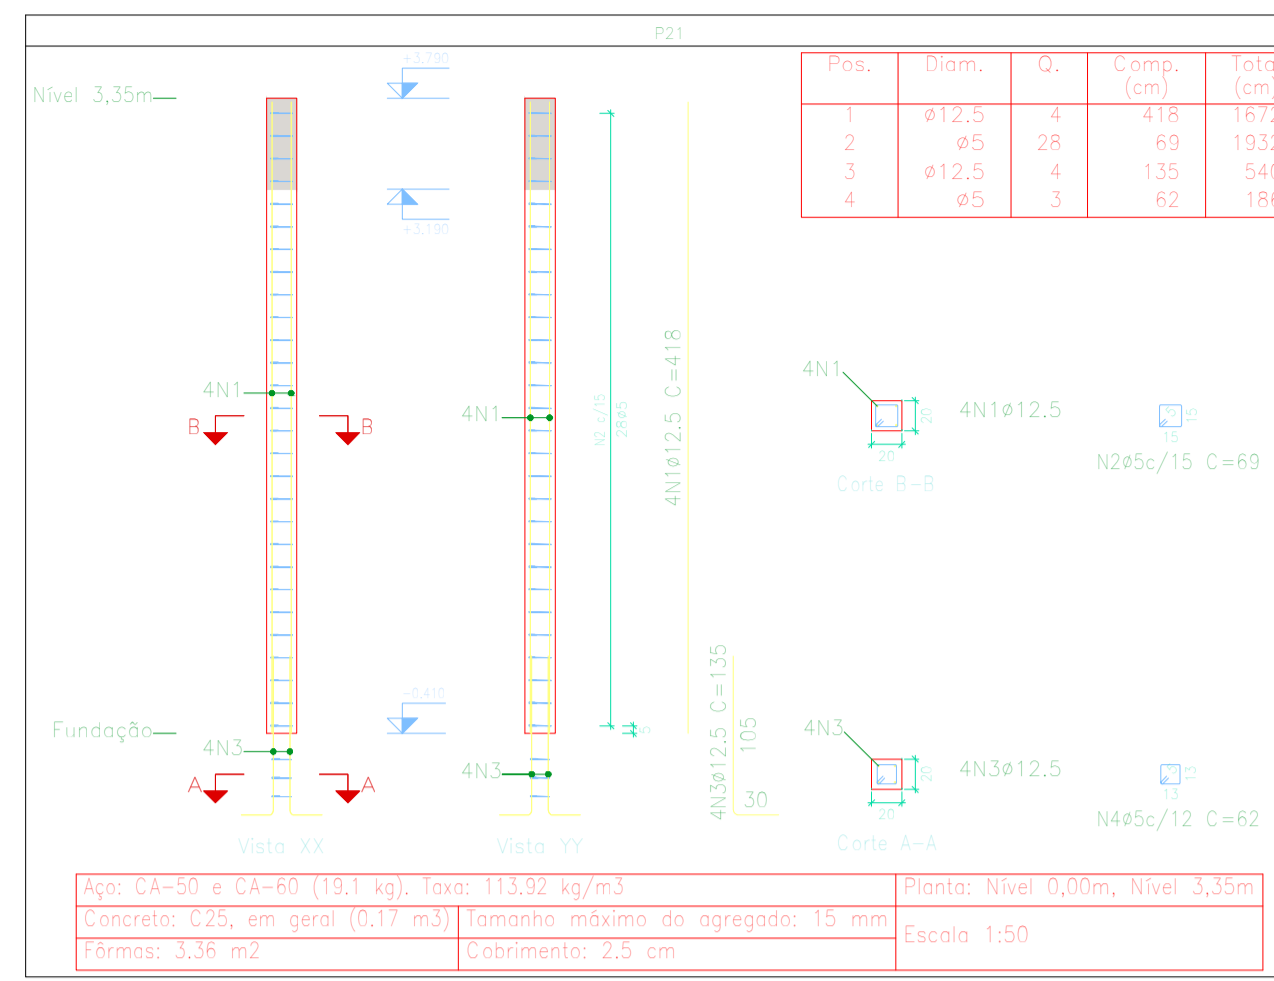 P21
Nível 3,35m
+3.790
+3.190
Pos. Diam. Q. Comp. (cm)
1 ø12.5 4 418
2 ø5 28 69
3 ø12.5 4 135
4 ø5 3 62
4N1
B B
4N1
N2 c/15
28ø5
4N1ø12.5 C=418
4N1
20
20
4N1ø12.5
Corte B-B
15
15
N2ø5c/15 C=69
-0.410
Fundação
5
4N3
A A
4N3
4N3ø12.5 C=135
105
30
4N3
20
20
4N3ø12.5
Corte A-A
13
13
N4ø5c/12 C=62
Vista XX
Vista YY
Aço: CA-50 e CA-60 (19.1 kg). Taxa: 113.92 kg/m3
Planta: Nível 0,00m, Nível 3,35m
Concreto: C25, em geral (0.17 m3)
Tamanho máximo do agregado: 15 mm
Escala 1:50
Fôrmas: 3.36 m2
Cobrimento: 2.5 cm